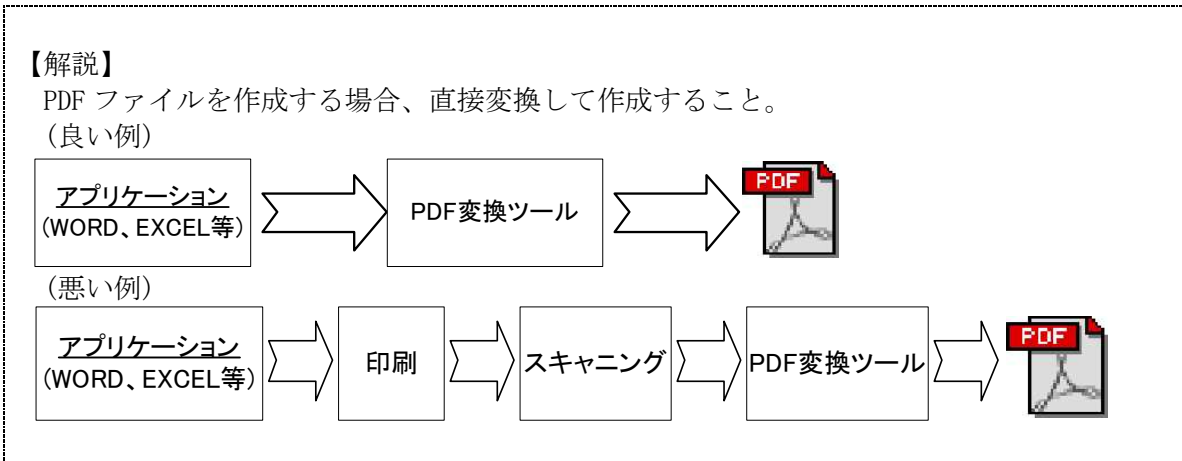 【解説】
PDF ファイルを作成する場合、直接変換して作成すること。
(良い例)
アプリケーション
(WORD、EXCEL等)
PDF変換ツール
PDF
(悪い例)
アプリケーション
(WORD、EXCEL等)
印刷
スキャニング
PDF変換ツール
PDF